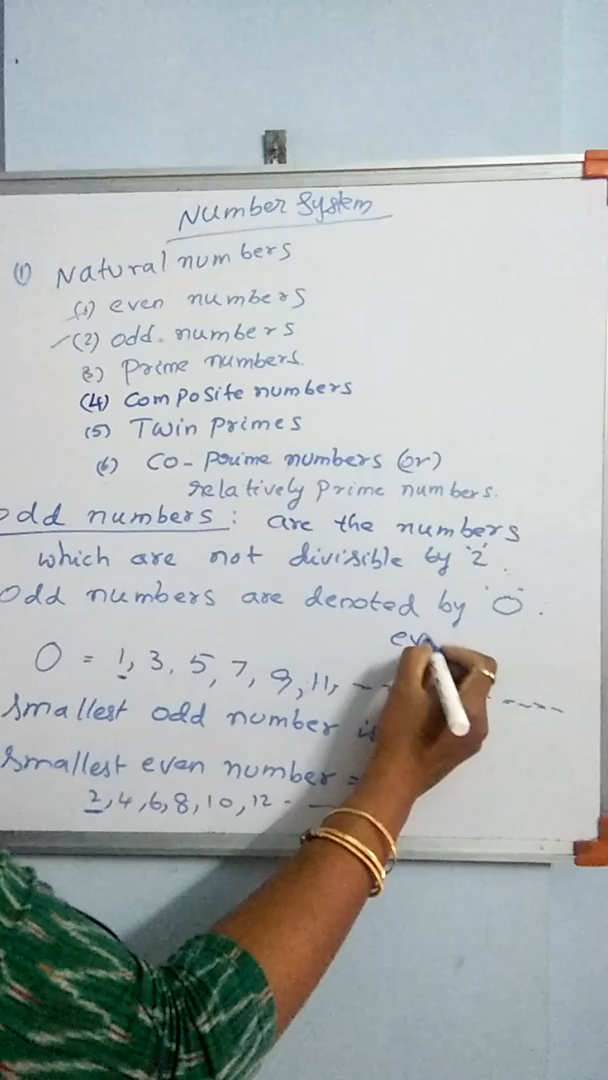 Number System
(1) Natural numbers
(1) even numbers
(2) odd. numbers
3) Prime numbers.
(4) Composite numbers
(5) Twin primes
(6) Co-prime numbers (or)
relatively prime numbers.
odd numbers: are the numbers
which are not divisible by '2'.
odd numbers are denoted by 'O'.
ev
O = 1, 3, 5, 7, 9, 11, - - ----
smallest odd number is
smallest even number =
2, 4, 6, 8, 10, 12 - —